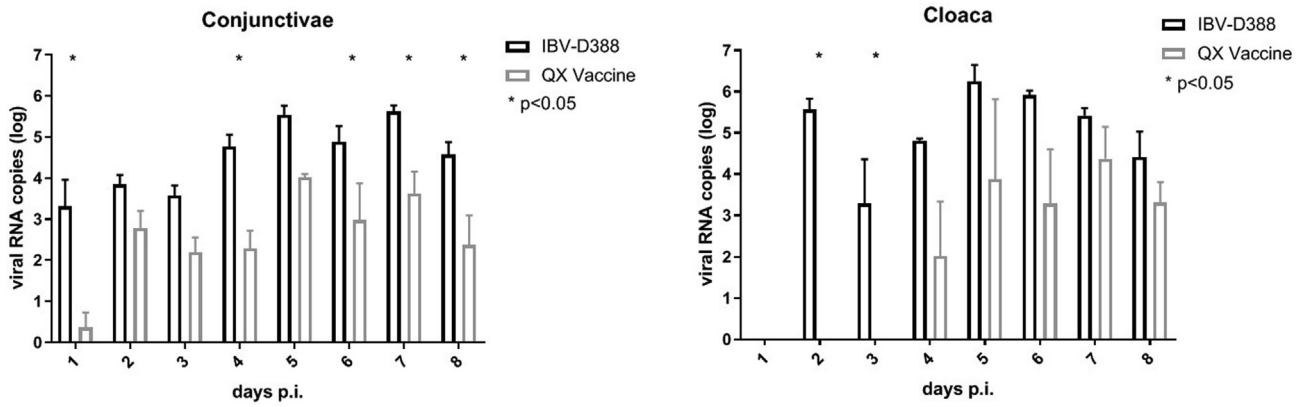 Conjunctivae
IBV-D388
QX Vaccine
* p<0.05
* * * * *
7
6
5
4
3
2
1
0
viral RNA copies (log)
1 2 3 4 5 6 7 8
days p.i.
Cloaca
IBV-D388
QX Vaccine
* p<0.05
* *
7
6
5
4
3
2
1
0
viral RNA copies (log)
1 2 3 4 5 6 7 8
days p.i.